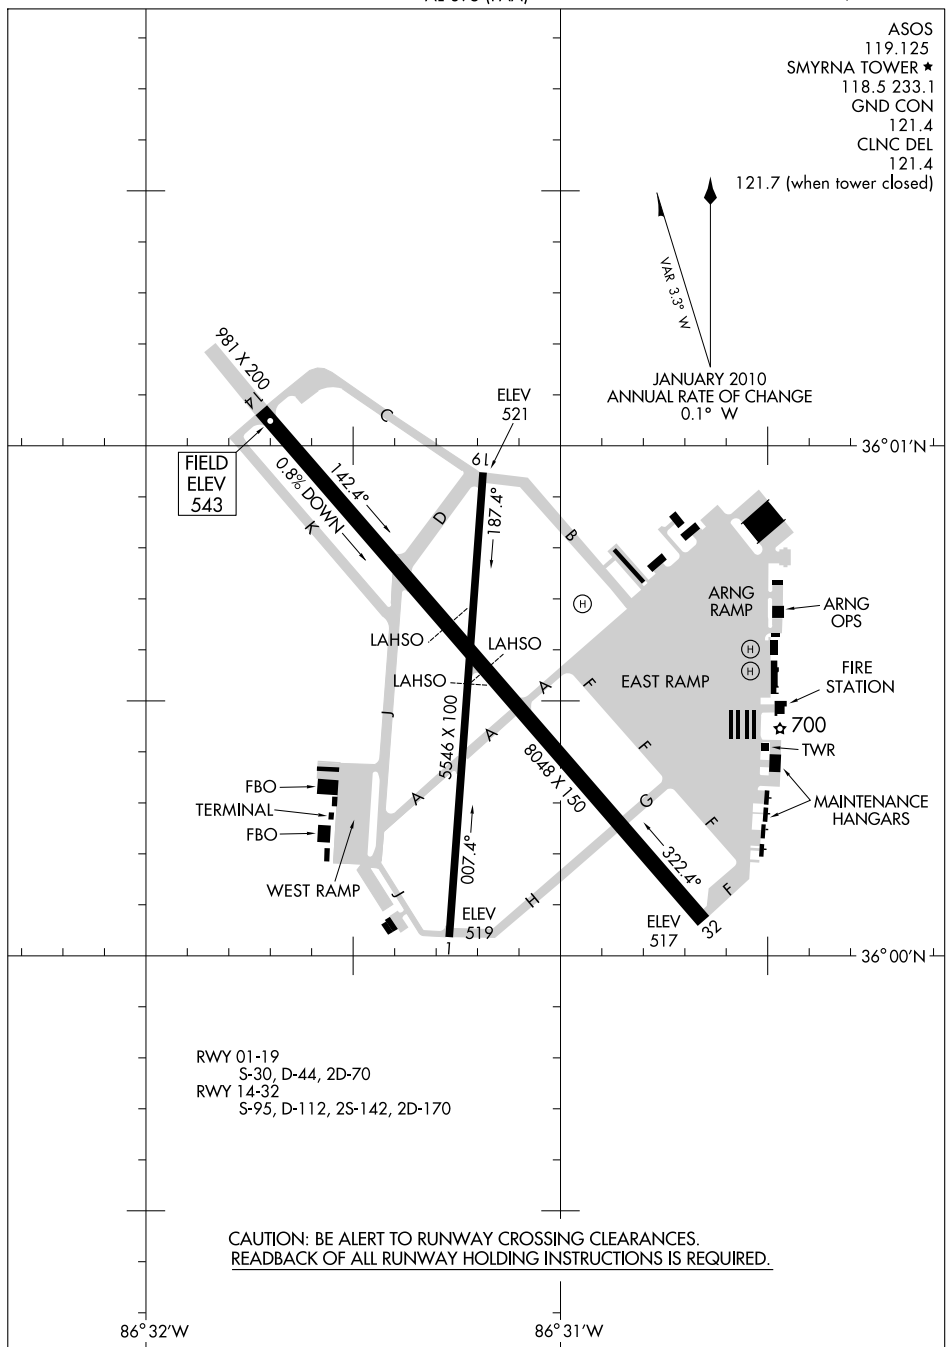 ASOS
119.125
SMYRNA TOWER ★
118.5 233.1
GND CON
121.4
CLNC DEL
121.4
121.7 (when tower closed)
VAR 3.3° W
JANUARY 2010
ANNUAL RATE OF CHANGE
0.1° W
981 X 200
14
C
ELEV
521
36°01'N
FIELD
ELEV
543
0.8% DOWN
142.4°
K
D
19
187.4°
B
H
ARNG
RAMP
ARNG
OPS
LAHSO
LAHSO
LAHSO
H
H
EAST RAMP
FIRE
STATION
A
F
J
5546 X 100
A
F
700
TWR
8048 X 150
FBO
TERMINAL
FBO
A
G
F
MAINTENANCE
HANGARS
007.4°
322.4°
WEST RAMP
J
H
F
ELEV
519
1
ELEV
517
32
36°00'N
RWY 01-19
S-30, D-44, 2D-70
RWY 14-32
S-95, D-112, 2S-142, 2D-170
CAUTION: BE ALERT TO RUNWAY CROSSING CLEARANCES.
READBACK OF ALL RUNWAY HOLDING INSTRUCTIONS IS REQUIRED.
86°32'W
86°31'W